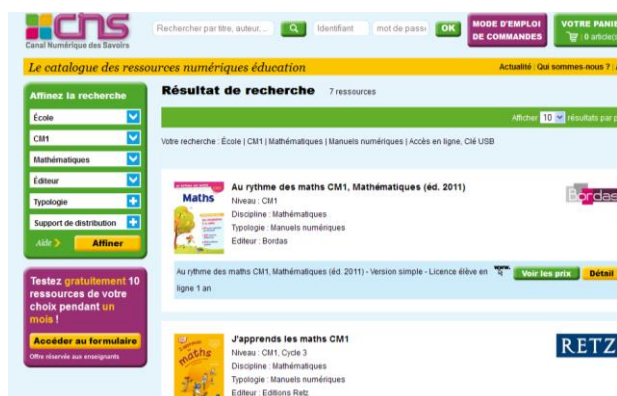 cns
Canal Numérique des Savoirs
Rechercher par titre, auteur,...
Identifiant
mot de passe
OK
MODE D'EMPLOI
DE COMMANDES
VOTRE PANIE
: 0 article(
Le catalogue des ressources numériques éducation
Actualité | Qui sommes-nous ? |
Affinez la recherche
École
CM1
Mathématiques
Éditeur
Typologie
Support de distribution
Aide
Affiner
Testez gratuitement 10
ressources de votre
choix pendant un
mois !
Accéder au formulaire
Offre réservée aux enseignants
Résultat de recherche 7 ressources
Afficher 10 résultats par p
Votre recherche : École | CM1 | Mathématiques | Manuels numériques | Accès en ligne, Clé USB
Maths
Au rythme des maths CM1, Mathématiques (éd. 2011)
Niveau : CM1
Discipline : Mathématiques
Typologie : Manuels numériques
Editeur : Bordas
Bordas
Au rythme des maths CM1, Mathématiques (éd. 2011) - Version simple - Licence élève en
ligne 1 an
www.
Voir les prix
Détail
J'apprends les maths
J'apprends les maths CM1
Niveau : CM1, Cycle 3
Discipline : Mathématiques
Typologie : Manuels numériques
Editeur : Editions Retz
RETZ